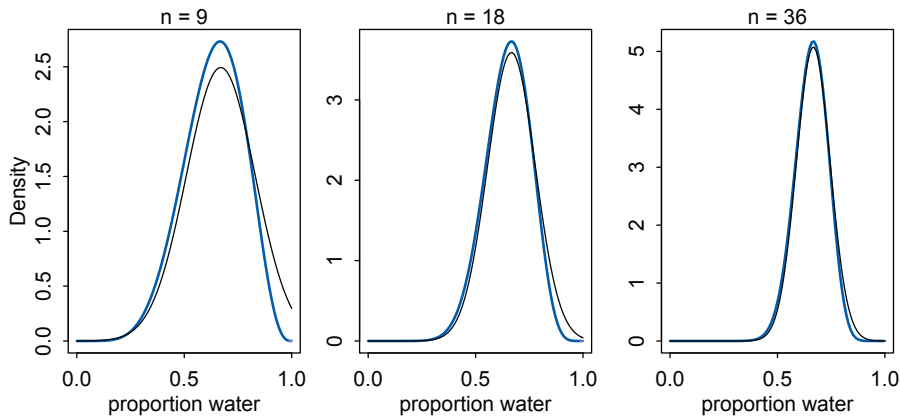 n = 9
n = 18
n = 36
Density
0.0 0.5 1.0 1.5 2.0 2.5
0 1 2 3
0 1 2 3 4 5
0.0 0.5 1.0
0.0 0.5 1.0
0.0 0.5 1.0
proportion water
proportion water
proportion water